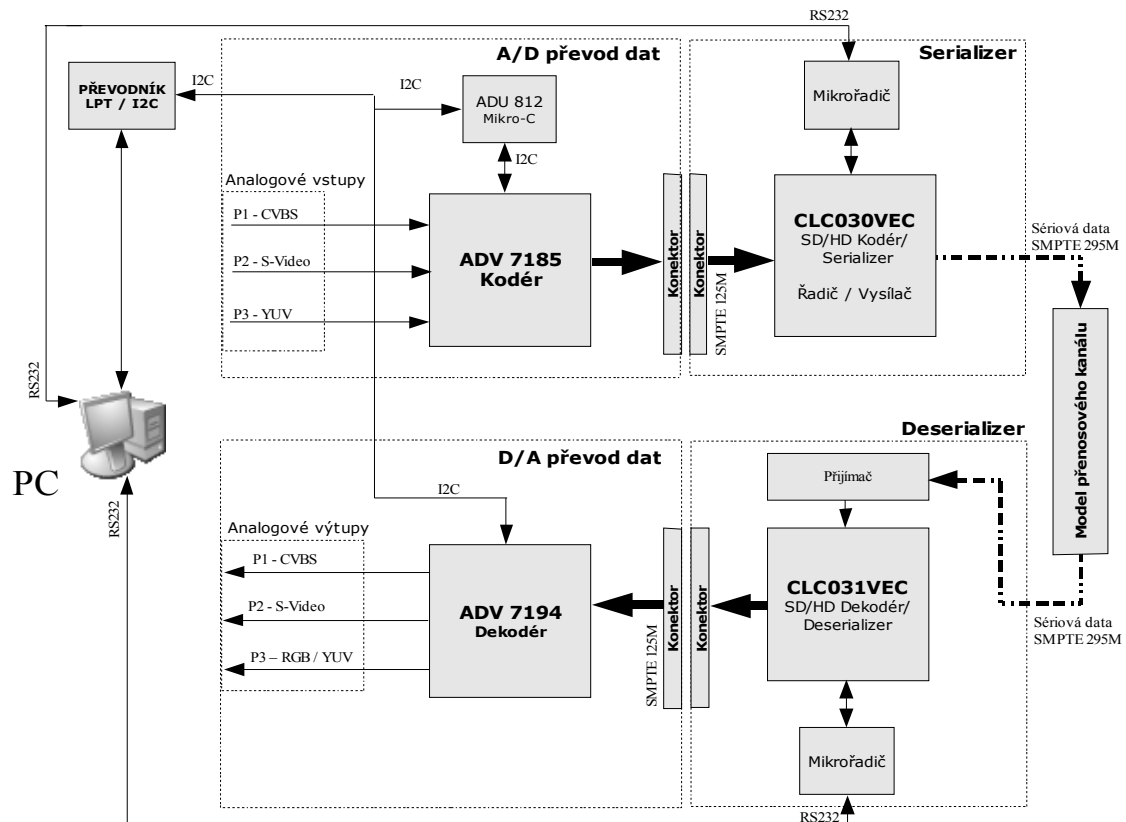 RS232
A/D převod dat
Serializer
PŘEVODNÍK
LPT / I2C
I2C
I2C
ADU 812
Mikro-C
Mikrořadič
I2C
Analogové vstupy
P1 - CVBS
P2 - S-Video
P3 - YUV
ADV 7185
Kodér
Konektor
Konektor
SMPTE 125M
CLC030VEC
SD/HD Kodér/
Serializer
Řadič / Vysílač
Sériová data
SMPTE 295M
Model přenosového kanálu
RS232
PC
RS232
D/A převod dat
Deserializer
I2C
Přijímač
Analogové výtupy
P1 - CVBS
P2 - S-Video
P3 – RGB / YUV
ADV 7194
Dekodér
SMPTE 125M
Konektor
Konektor
CLC031VEC
SD/HD Dekodér/
Deserializer
Sériová data
SMPTE 295M
Mikrořadič
RS232